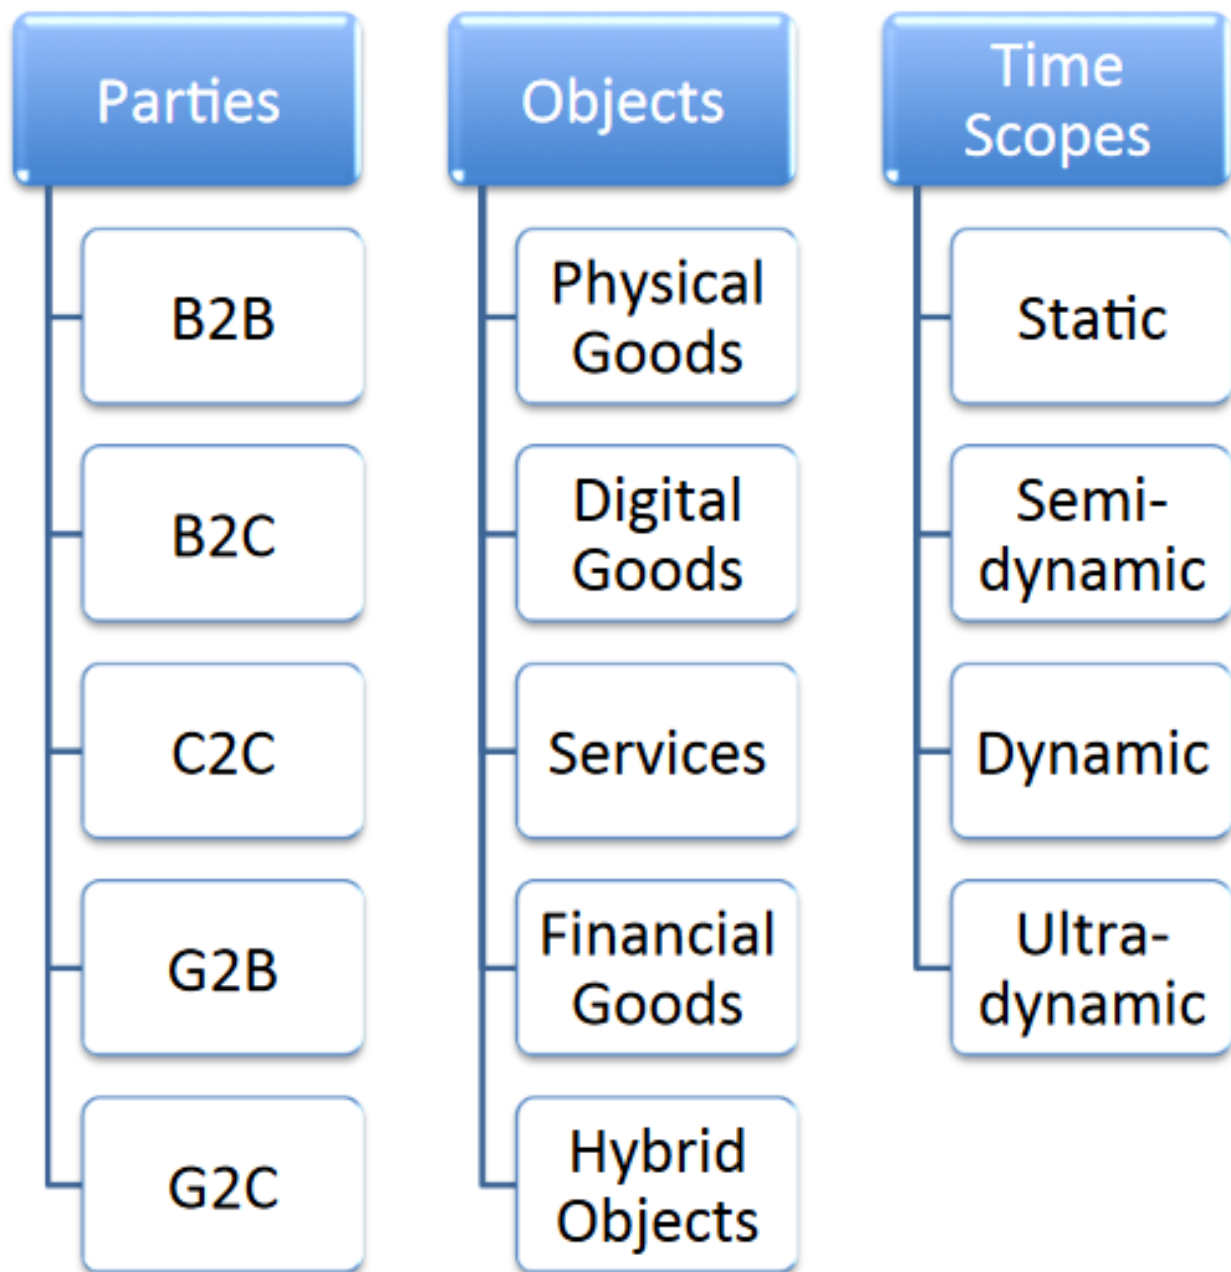 Parties
B2B
B2C
C2C
G2B
G2C
Objects
Physical
Goods
Digital
Goods
Services
Financial
Goods
Hybrid
Objects
Time
Scopes
Static
Semi-
dynamic
Dynamic
Ultra-
dynamic